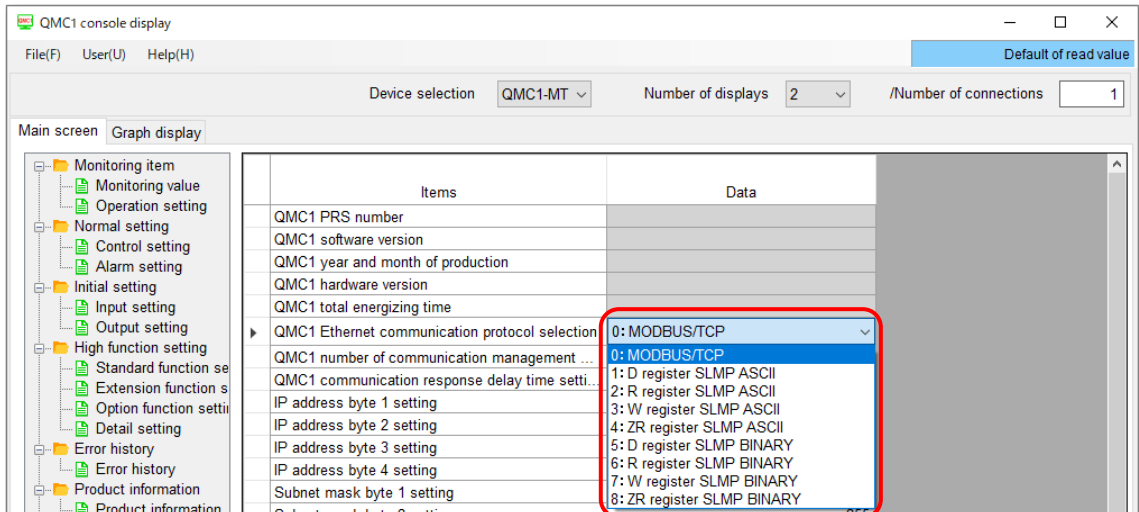 QMC1 console display
File(F) User(U) Help(H)
Default of read value
Device selection QMC1-MT Number of displays 2 /Number of connections 1
Main screen Graph display
Monitoring item
Monitoring value
Operation setting
Normal setting
Control setting
Alarm setting
Initial setting
Input setting
Output setting
High function setting
Standard function se
Extension function s
Option function settin
Detail setting
Error history
Error history
Product information
Product information
Items Data
QMC1 PRS number
QMC1 software version
QMC1 year and month of production
QMC1 hardware version
QMC1 total energizing time
QMC1 Ethernet communication protocol selection 0: MODBUS/TCP
QMC1 number of communication management ...
QMC1 communication response delay time setti...
IP address byte 1 setting
IP address byte 2 setting
IP address byte 3 setting
IP address byte 4 setting
Subnet mask byte 1 setting
0: MODBUS/TCP
1: D register SLMP ASCII
2: R register SLMP ASCII
3: W register SLMP ASCII
4: ZR register SLMP ASCII
5: D register SLMP BINARY
6: R register SLMP BINARY
7: W register SLMP BINARY
8: ZR register SLMP BINARY